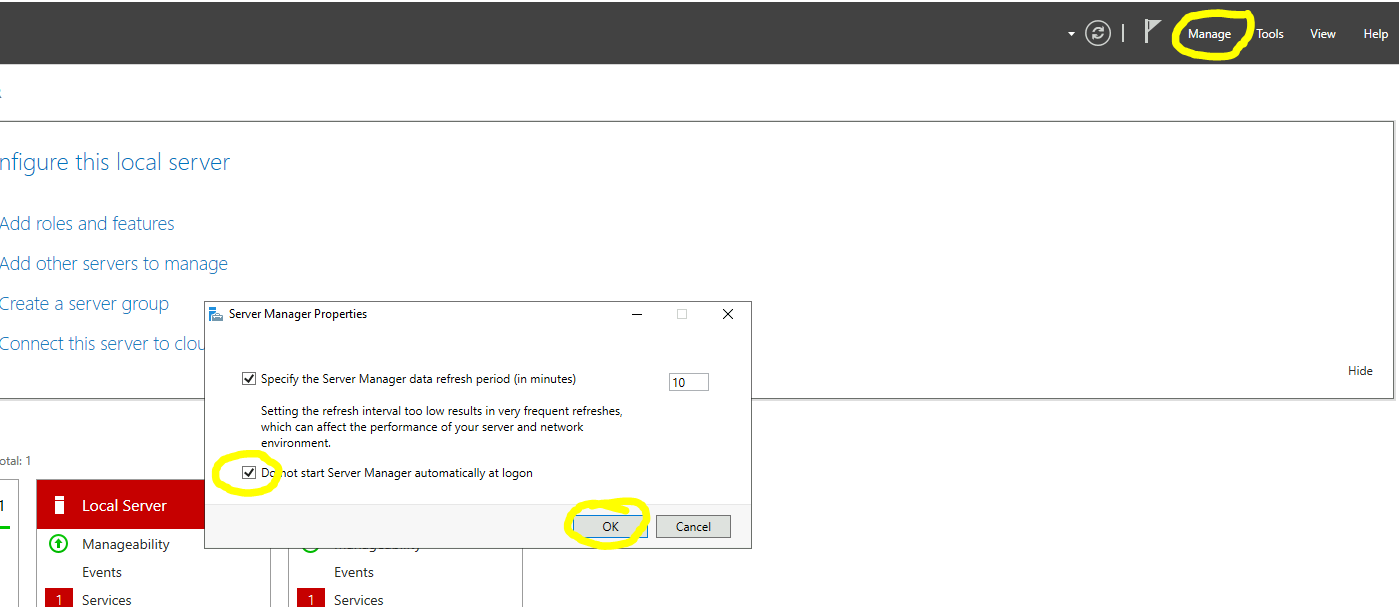 Manage Tools View Help
nfigure this local server
Add roles and features
Add other servers to manage
Create a server group
Connect this server to clou
Hide
Server Manager Properties
Specify the Server Manager data refresh period (in minutes) 10
Setting the refresh interval too low results in very frequent refreshes,
which can affect the performance of your server and network
environment.
Do not start Server Manager automatically at logon
OK Cancel
otal: 1
1
Local Server
Manageability
Manageability
Events
Events
1 Services
1 Services